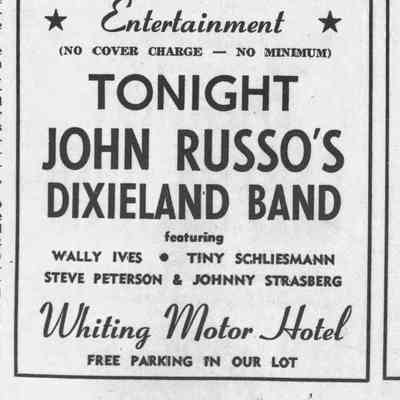 ★ Entertainment ★
(NO COVER CHARGE — NO MINIMUM)
TONIGHT
JOHN RUSSO'S
DIXIELAND BAND
featuring
WALLY IVES ● TINY SCHLIESMANN
STEVE PETERSON & JOHNNY STRASBERG
Whiting Motor Hotel
FREE PARKING IN OUR LOT